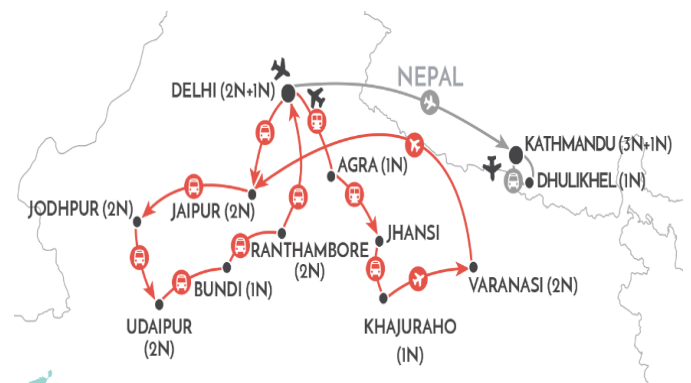 NEPAL
DELHI (2N+1N)
KATHMANDU (3N+1N)
AGRA (1N)
DHULIKHEL (1N)
JODHPUR (2N)
JAIPUR (2N)
JHANSI
RANTHAMBORE
(2N)
BUNDI (1N)
VARANASI (2N)
UDAIPUR
(2N)
KHAJURAHO
(1N)